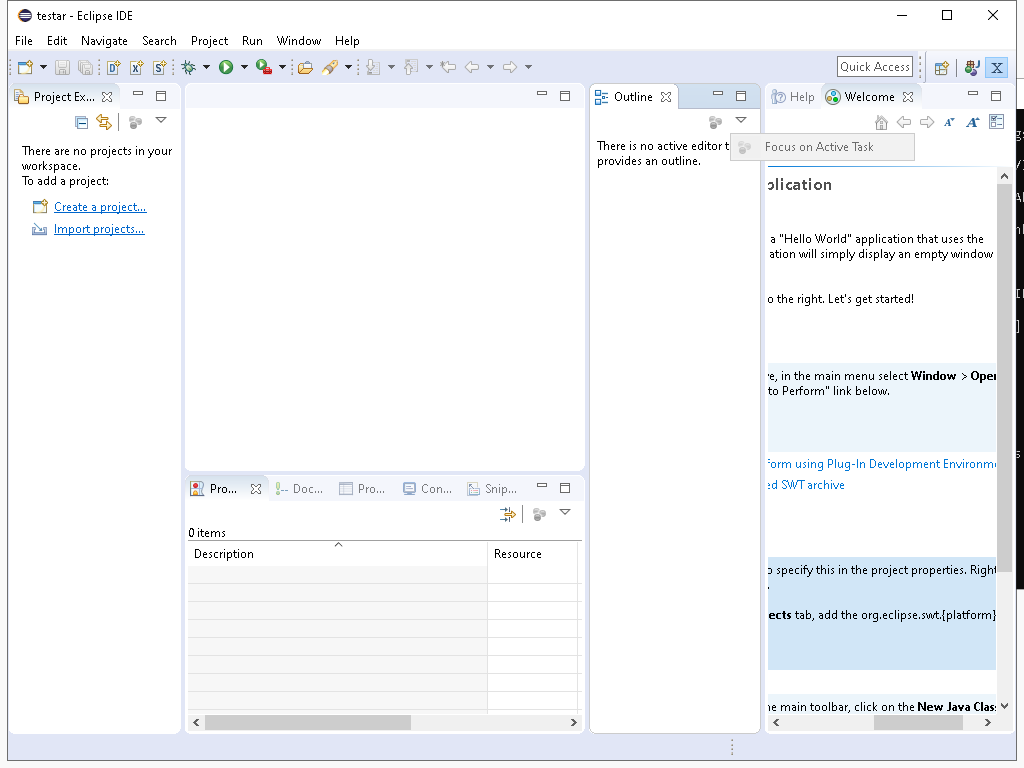 testar - Eclipse IDE
File Edit Navigate Search Project Run Window Help
Quick Access
Project Ex...
There are no projects in your
workspace.
To add a project:
Create a project...
Import projects...
Outline
There is no active editor
provides an outline.
Focus on Active Task
Help
Welcome
plication
a "Hello World" application that uses the
ation will simply display an empty window
o the right. Let's get started!
e, in the main menu select Window > Open
to Perform" link below.
form using Plug-In Development Environme
ed SWT archive
o specify this in the project properties. Right
ects tab, add the org.eclipse.swt.{platform}
he main toolbar, click on the New Java Clas
Pro...
Doc...
Pro...
Con...
Snip...
0 items
Description
Resource